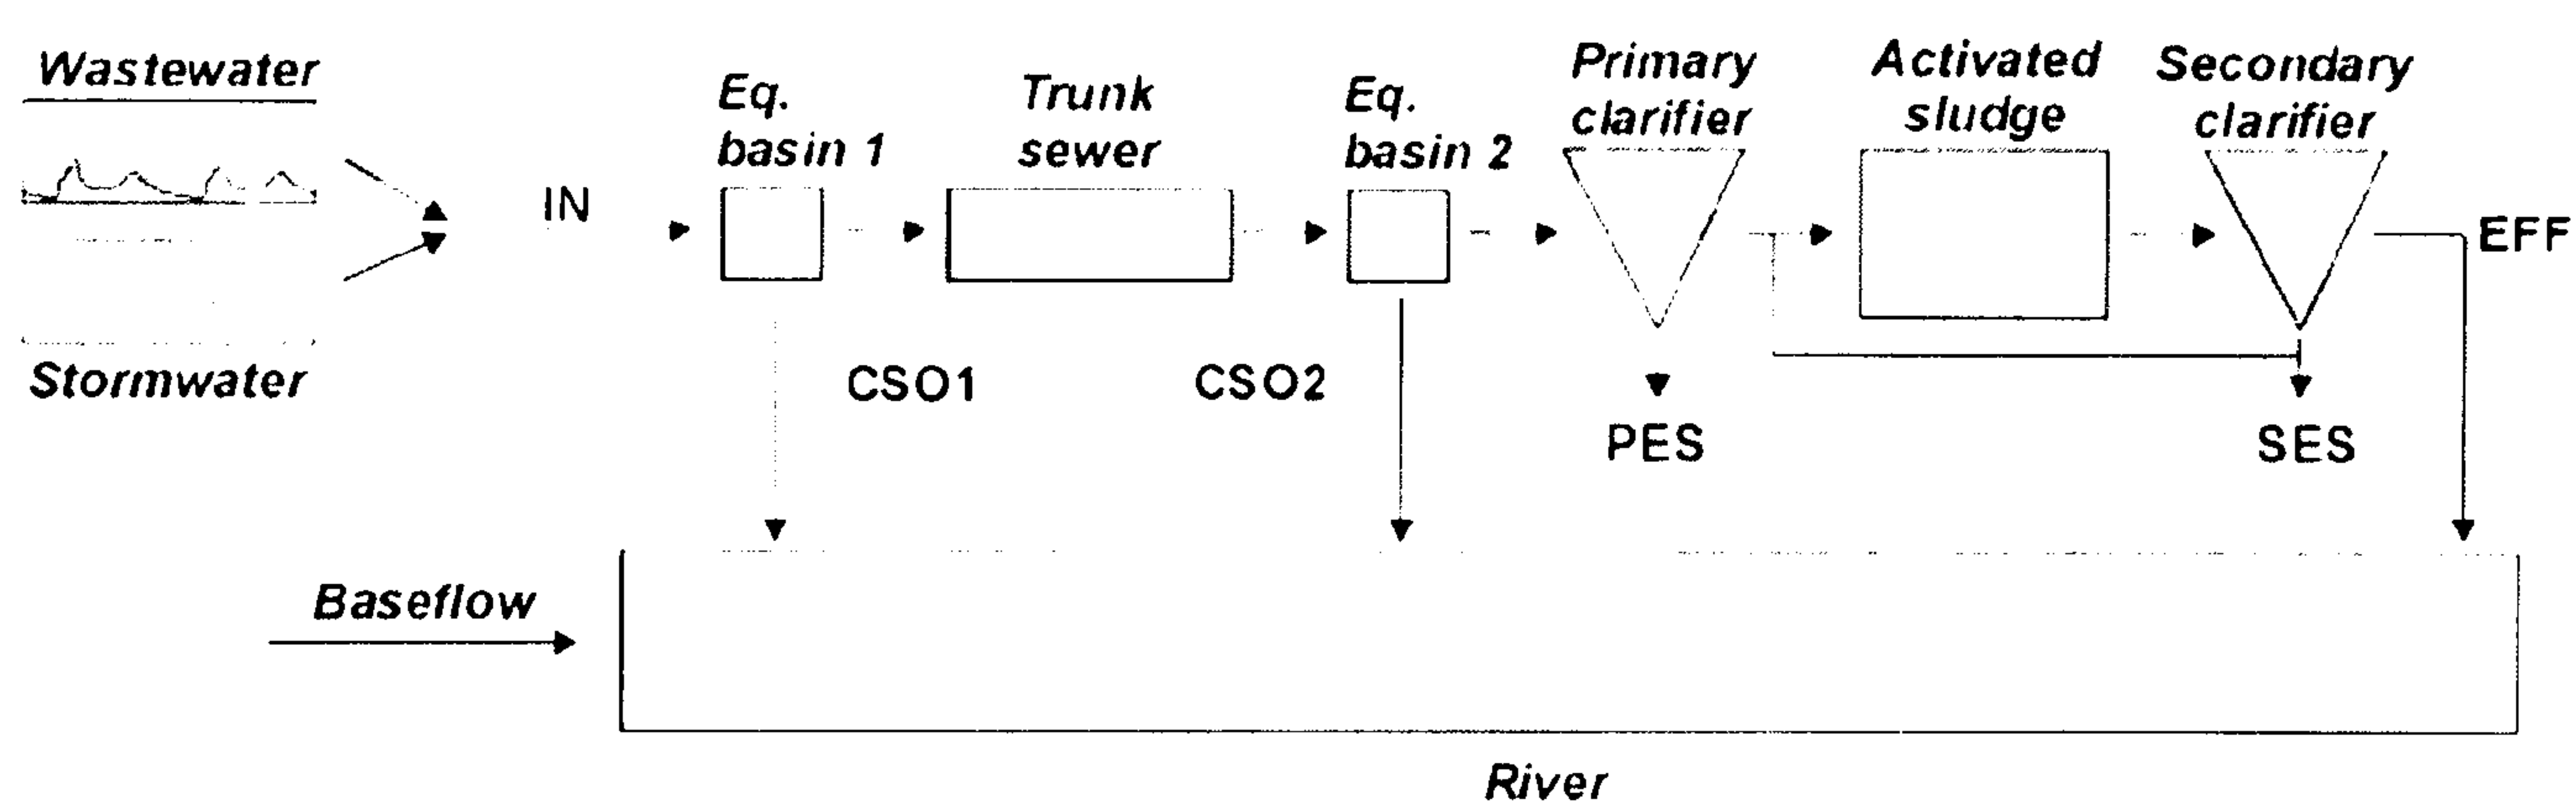 Wastewater
Stormwater
IN
Eq.
basin 1
Trunk
sewer
Eq.
basin 2
Primary
clarifier
Activated
sludge
Secondary
clarifier
EFF
CSO1
CSO2
PES
SES
Baseflow
River